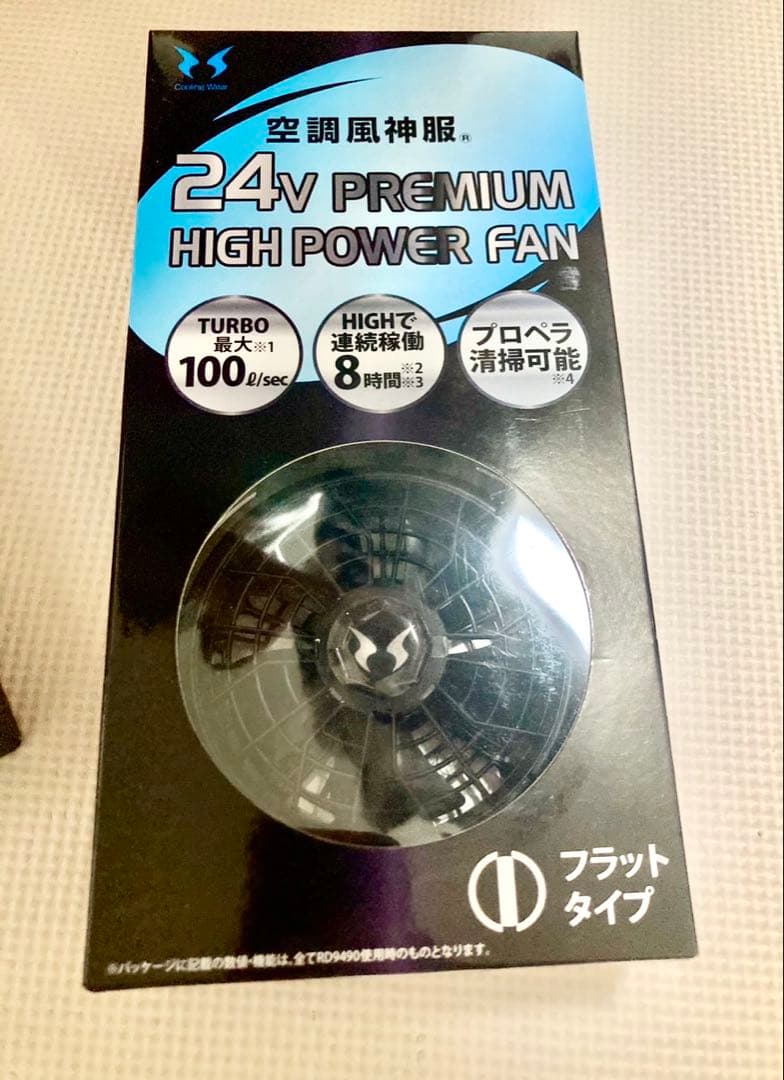 Cooling Wear
空調風神服®
24V PREMIUM
HIGH POWER FAN
TURBO
最大※1
100ℓ/sec
HIGHで
連続稼働
8時間※2
※3
プロペラ
清掃可能
※4
フラット
タイプ
※パッケージに記載の数値・機能は、全てRD9490使用時のものとなります。